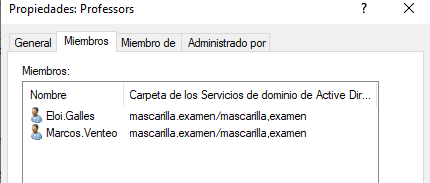 Propiedades: Professors ?
General Miembros Miembro de Administrado por
Miembros:
Nombre Carpeta de los Servicios de dominio de Active Dir...
Eloi.Galles mascarilla.examen/mascarilla,examen
Marcos.Venteo mascarilla.examen/mascarilla,examen